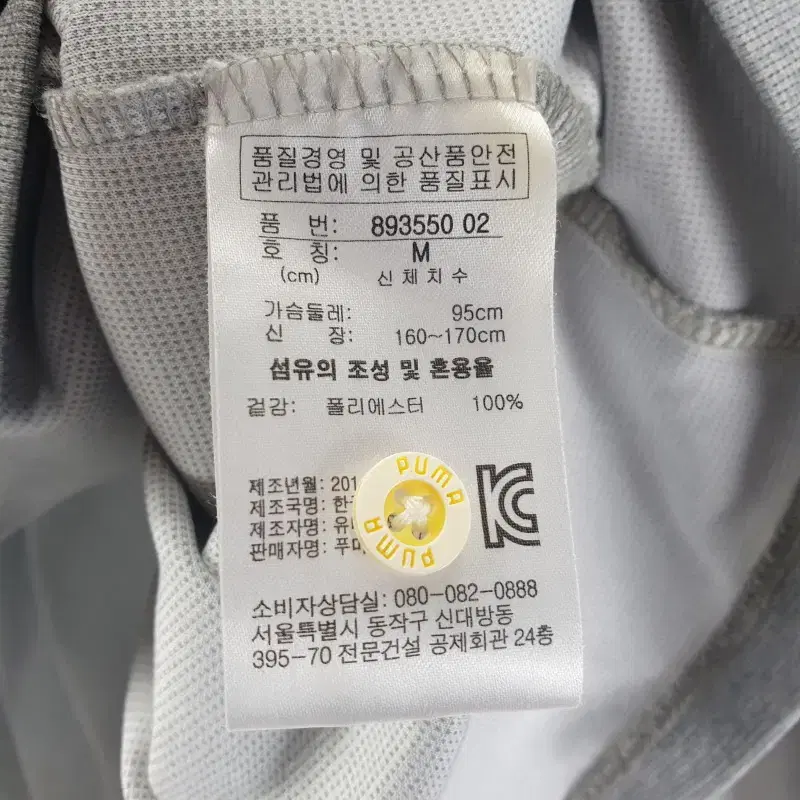 품질경영 및 공산품안전
관리법에 의한 품질표시
품 번: 893550 02
호 칭: M
(cm) 신체치수
가슴둘레: 95cm
신 장: 160~170cm
섬유의 조성 및 혼용율
겉감: 폴리에스터 100%
제조년월: 201
제조국명:
제조자명:
판매자명:
PUMA
PUMA
KC
소비자상담실: 080-082-0888
서울특별시 동작구 신대방동
395-70 전문건설 공제회관 24층